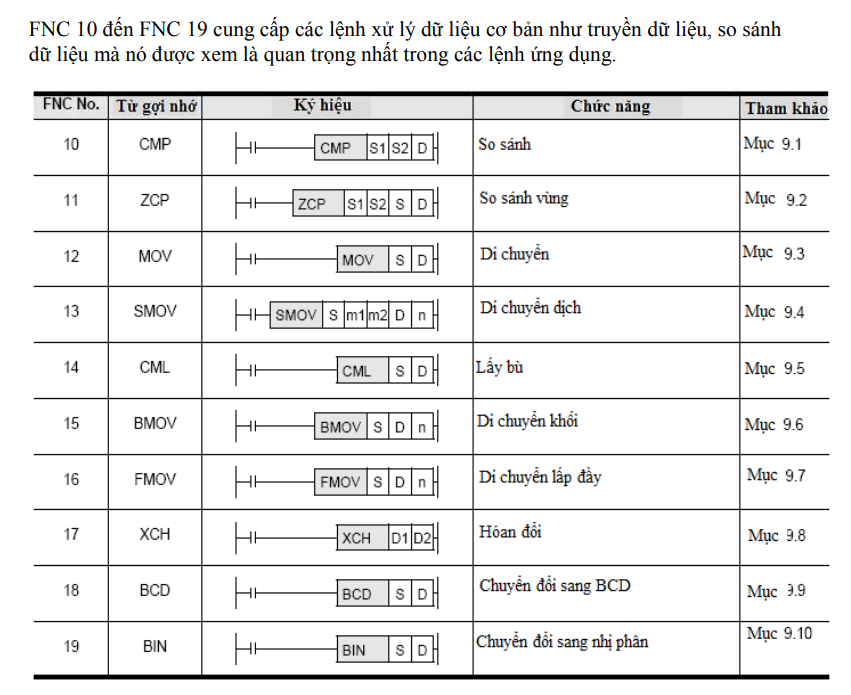 FNC 10 đến FNC 19 cung cấp các lệnh xử lý dữ liệu cơ bản như truyền dữ liệu, so sánh
dữ liệu mà nó được xem là quan trọng nhất trong các lệnh ứng dụng.
FNC No. Từ gợi nhớ Ký hiệu Chức năng Tham khảo
10 CMP CMP S1 S2 D So sánh Mục 9.1
11 ZCP ZCP S1 S2 S D So sánh vùng Mục 9.2
12 MOV MOV S D Di chuyển Mục 9.3
13 SMOV SMOV S m1 m2 D n Di chuyển dịch Mục 9.4
14 CML CML S D Lấy bù Mục 9.5
15 BMOV BMOV S D n Di chuyển khối Mục 9.6
16 FMOV FMOV S D n Di chuyển lấp đầy Mục 9.7
17 XCH XCH D1 D2 Hóan đổi Mục 9.8
18 BCD BCD S D Chuyển đổi sang BCD Mục 9.9
19 BIN BIN S D Chuyển đổi sang nhị phân Mục 9.10